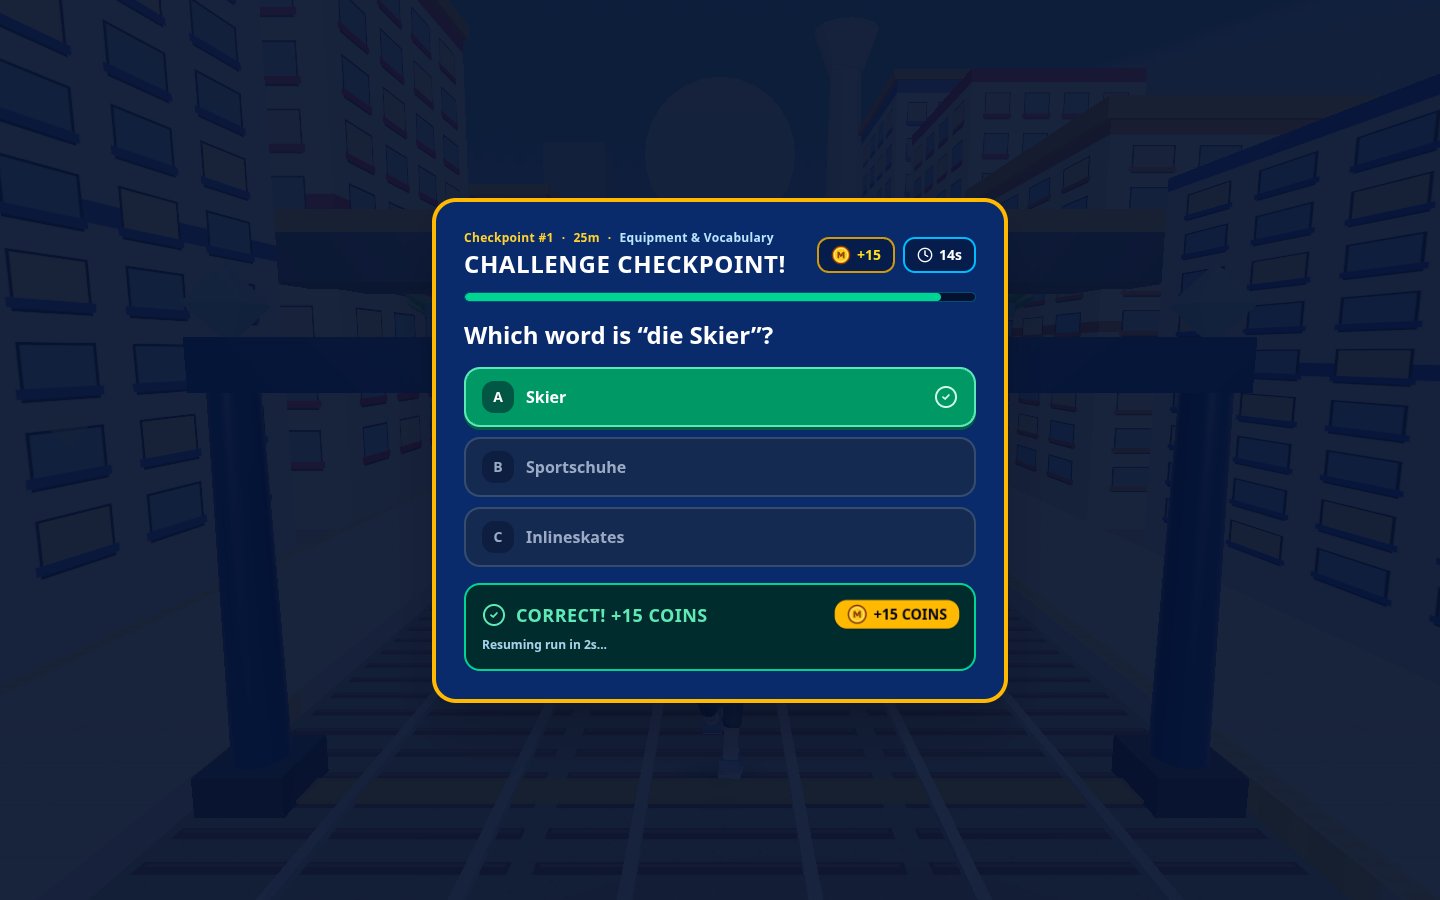 Checkpoint #1 · 25m · Equipment & Vocabulary
CHALLENGE CHECKPOINT!
M +15
14s
Which word is “die Skier”?
A Skier
B Sportschuhe
C Inlineskates
CORRECT! +15 COINS
M +15 COINS
Resuming run in 2s...